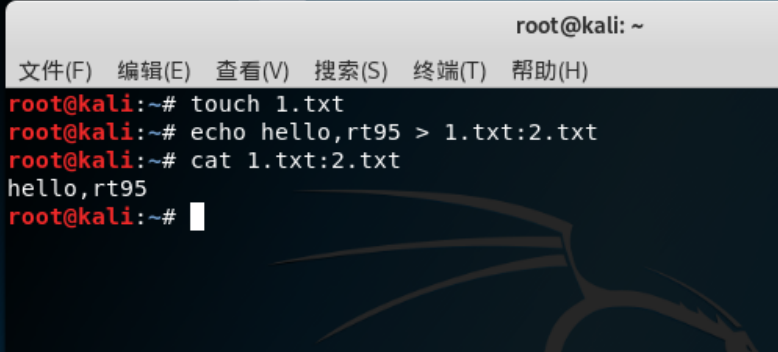 root@kali: ~
文件(F) 编辑(E) 查看(V) 搜索(S) 终端(T) 帮助(H)
root@kali:~# touch 1.txt
root@kali:~# echo hello,rt95 > 1.txt:2.txt
root@kali:~# cat 1.txt:2.txt
hello,rt95
root@kali:~#